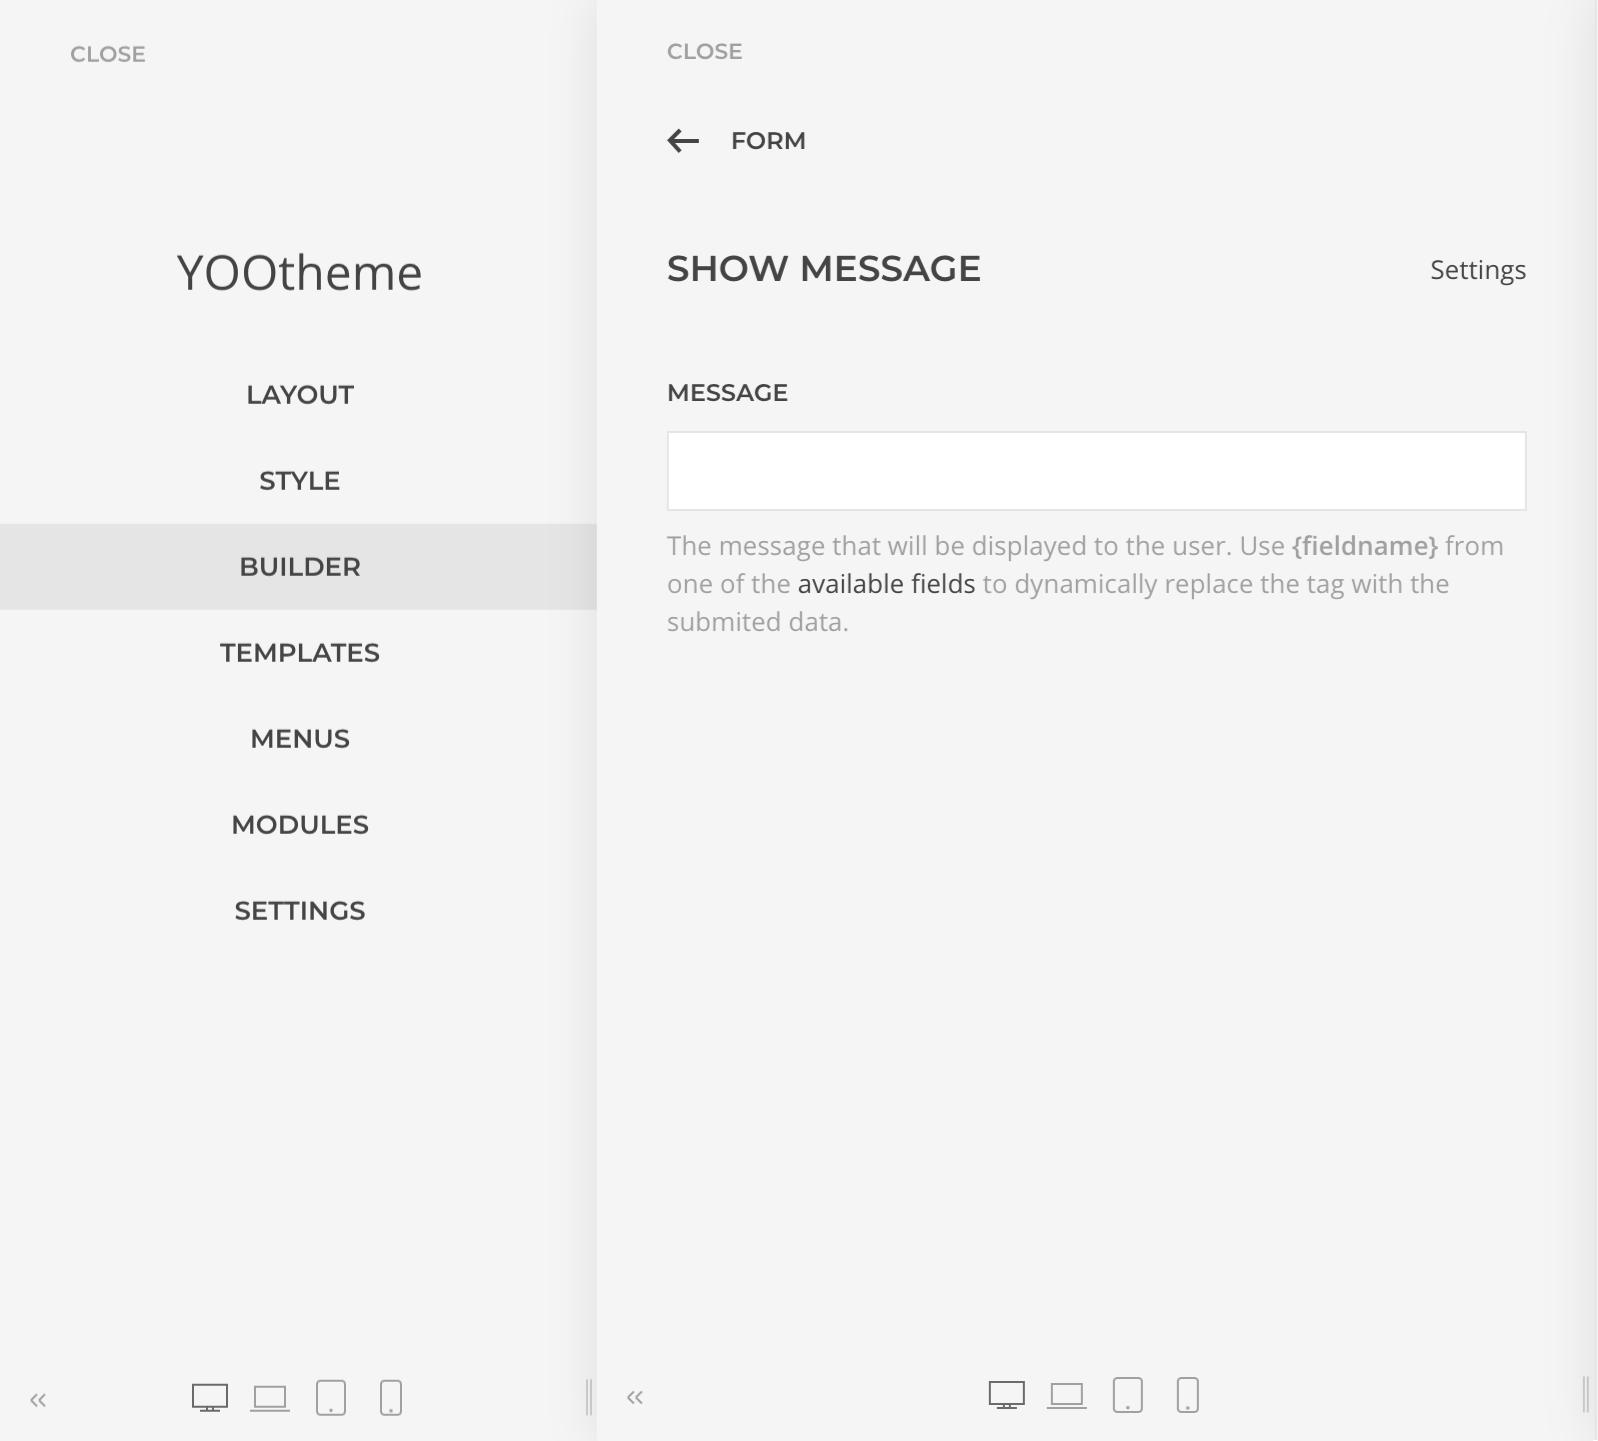 CLOSE
YOOtheme
LAYOUT
STYLE
BUILDER
TEMPLATES
MENUS
MODULES
SETTINGS
CLOSE
FORM
SHOW MESSAGE
Settings
MESSAGE
The message that will be displayed to the user. Use {fieldname} from
one of the available fields to dynamically replace the tag with the
submited data.